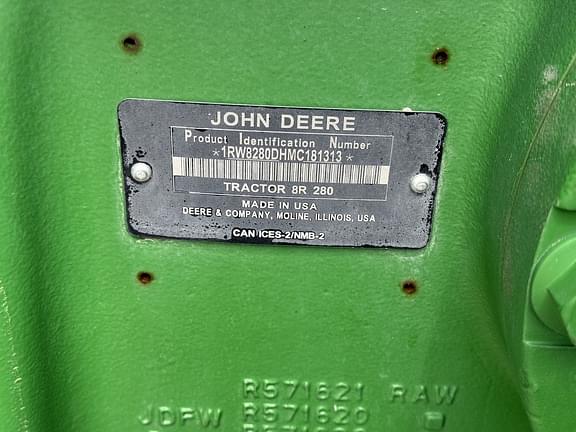 JOHN DEERE
Product Identification Number
*1RW8280DHMC181313*
TRACTOR 8R 280
MADE IN USA
DEERE & COMPANY, MOLINE, ILLINOIS, USA
CAN ICES-2/NMB-2
R571621 RAW
JDFW R571620